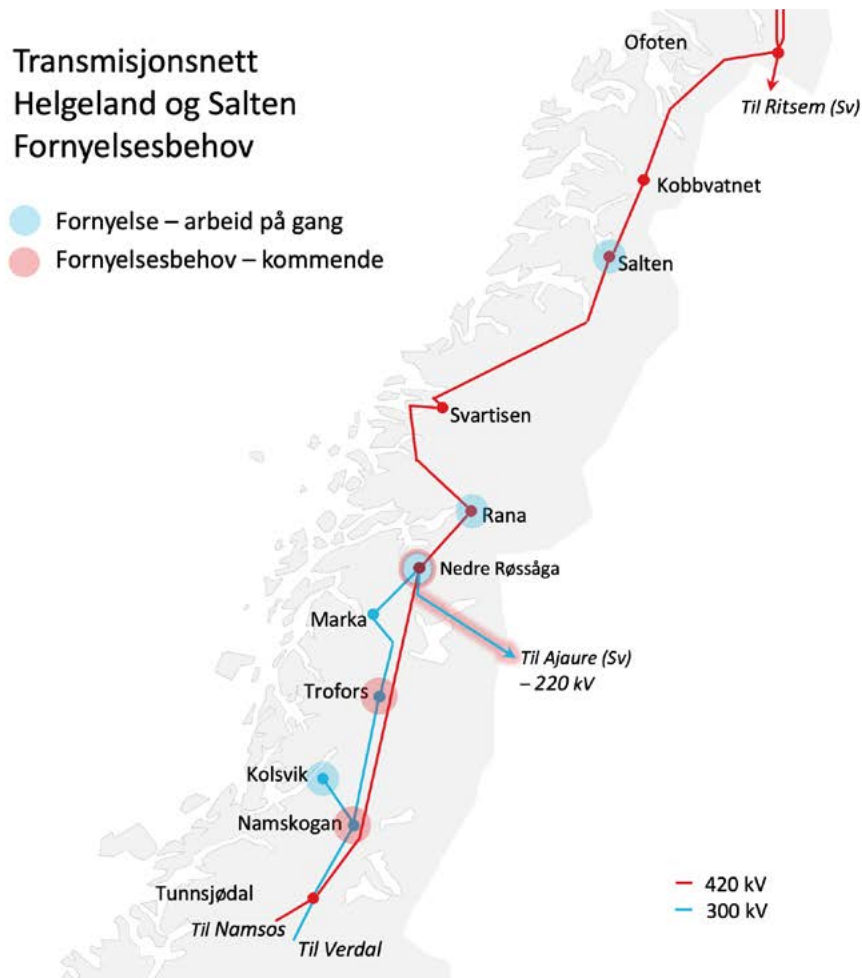 Transmisjonsnett
Helgeland og Salten
Fornyelsesbehov
Fornyelse – arbeid på gang
Fornyelsesbehov – kommende
Ofoten
Til Ritsem (Sv)
Kobbvatnet
Salten
Svartisen
Rana
Nedre Røssåga
Marka
Til Ajaure (Sv)
– 220 kV
Trofors
Kolsvik
Namskogan
Tunnsjødal
Til Namsos
Til Verdal
420 kV
300 kV